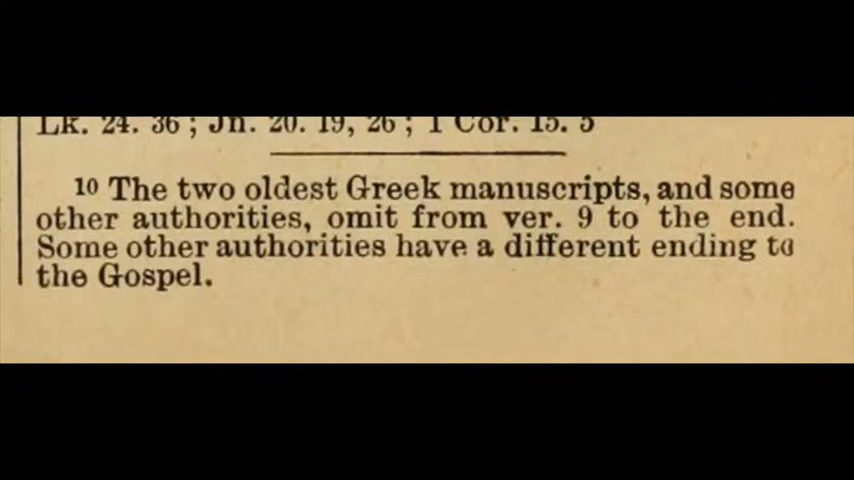 Lk. 24. 36 ; Jn. 20. 19, 26 ; 1 Cor. 15. 5
10 The two oldest Greek manuscripts, and some
other authorities, omit from ver. 9 to the end.
Some other authorities have a different ending to
the Gospel.